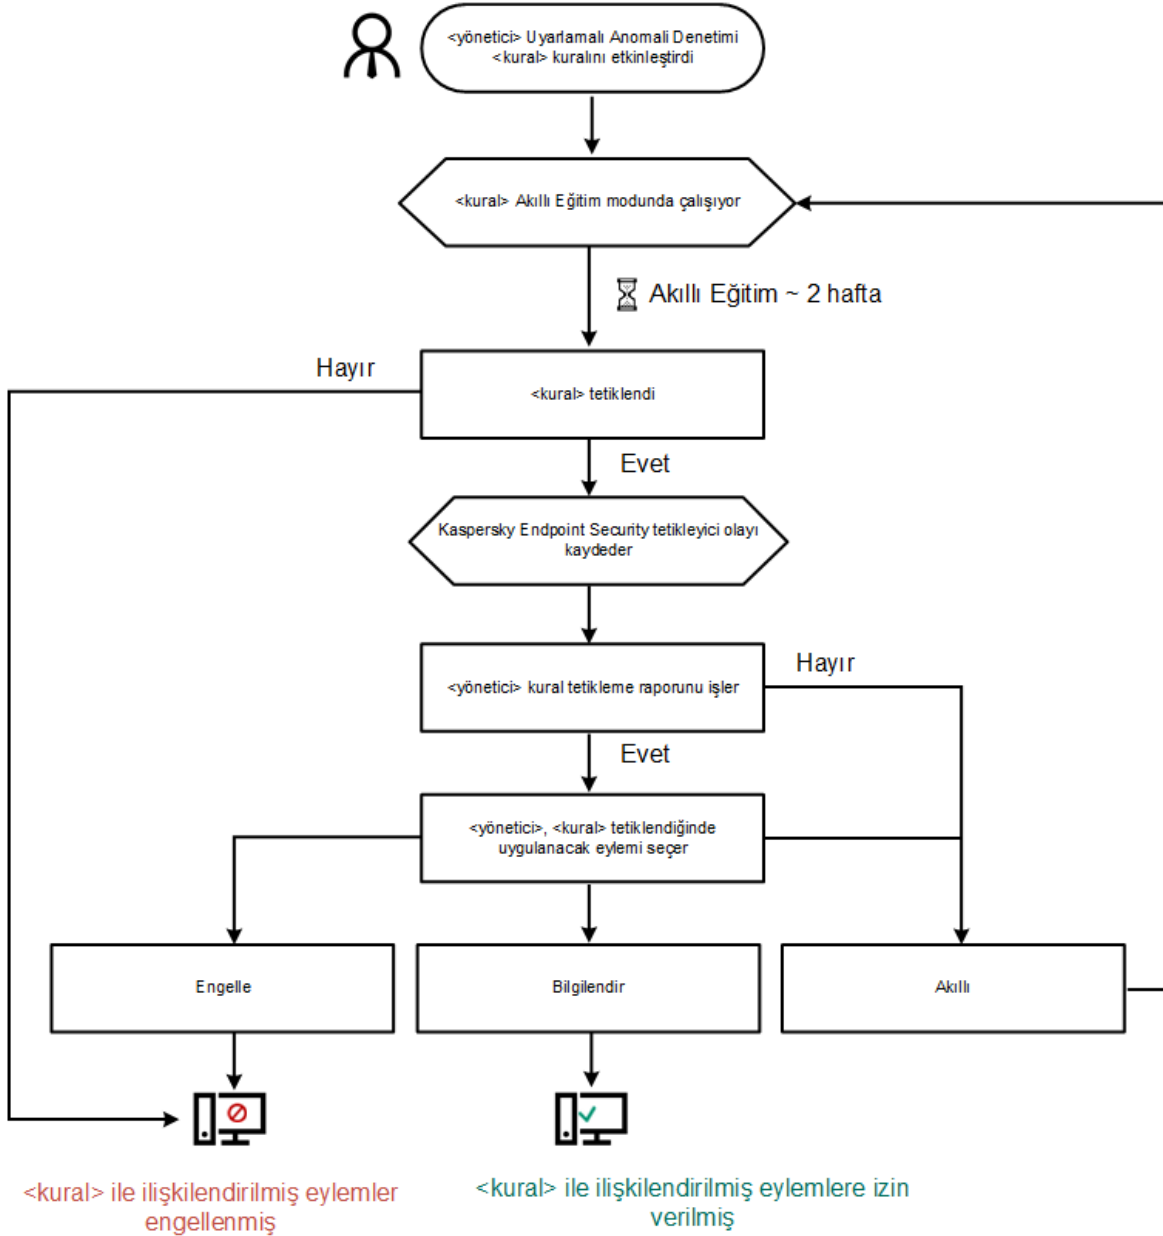 <yönetici> Uyarlamalı Anomali Denetimi
<kural> kuralını etkinleştirdi
<kural> Akıllı Eğitim modunda çalışıyor
Akıllı Eğitim ~ 2 hafta
Hayır
<kural> tetiklendi
Evet
Kaspersky Endpoint Security tetikleyici olayı
kaydeder
Hayır
<yönetici> kural tetikleme raporunu işler
Evet
<yönetici>, <kural> tetiklendiğinde
uygulanacak eylemi seçer
Engelle
Bilgilendir
Akıllı
<kural> ile ilişkilendirilmiş eylemler
engellenmiş
<kural> ile ilişkilendirilmiş eylemlere izin
verilmiş